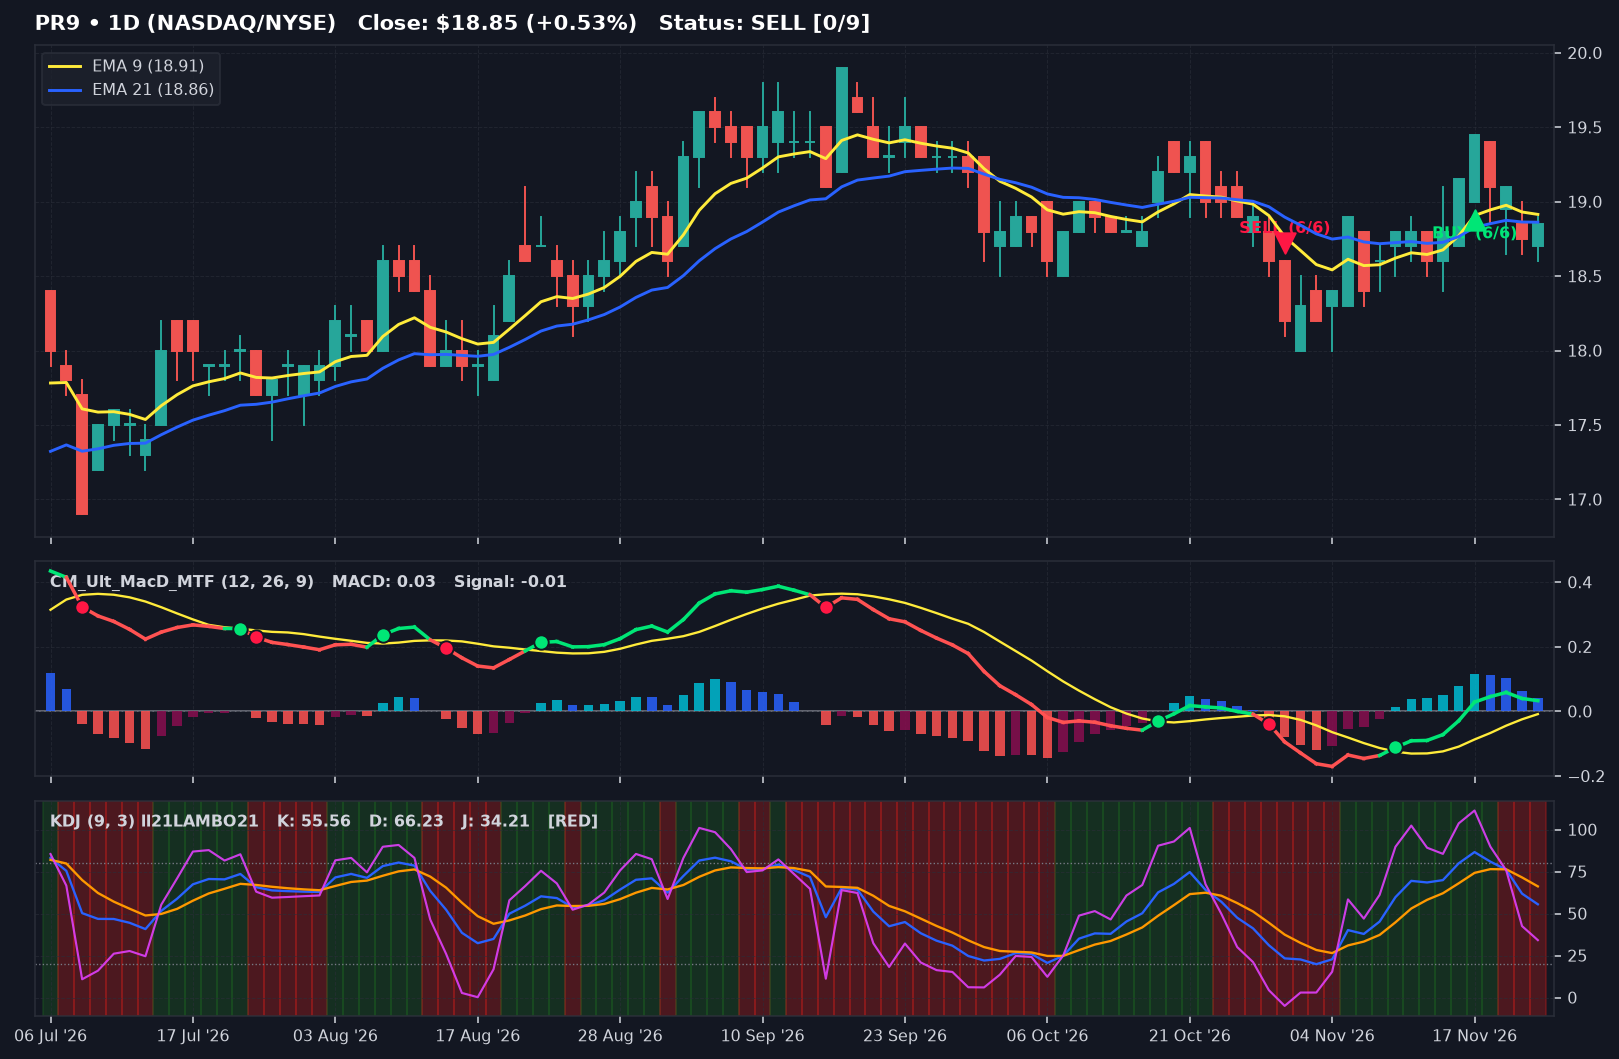 PR9 • 1D (NASDAQ/NYSE)   Close: $18.85 (+0.53%)   Status: SELL [0/9]
EMA 9 (18.91)
EMA 21 (18.86)
20.0
19.5
19.0
18.5
18.0
17.5
17.0
SELL (6/6)
BUY (6/6)
CM_Ult_MacD_MTF (12, 26, 9)   MACD: 0.03   Signal: -0.01
0.4
0.2
0.0
−0.2
KDJ (9, 3) II21LAMBO21   K: 55.56   D: 66.23   J: 34.21   [RED]
100
75
50
25
0
06 Jul '26
17 Jul '26
03 Aug '26
17 Aug '26
28 Aug '26
10 Sep '26
23 Sep '26
06 Oct '26
21 Oct '26
04 Nov '26
17 Nov '26